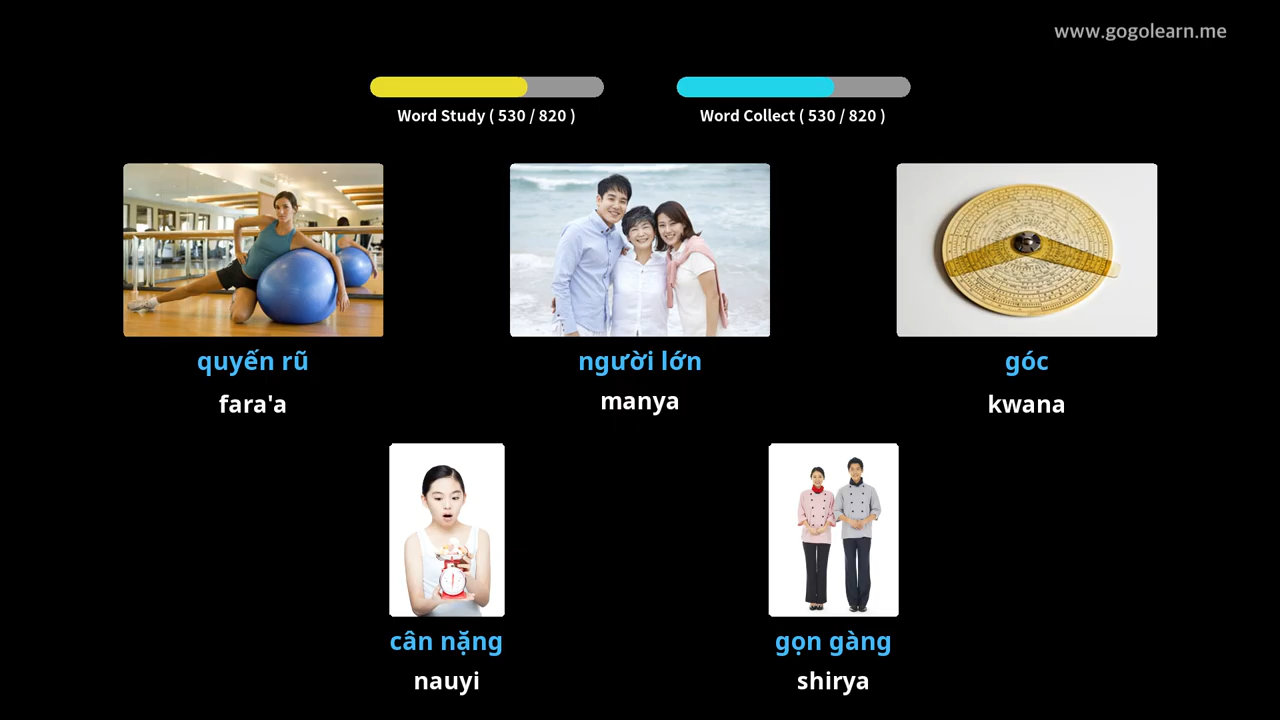 www.gogolearn.me
Word Study ( 530 / 820 )
Word Collect ( 530 / 820 )
quyến rũ
fara'a
người lớn
manya
góc
kwana
cân nặng
nauyi
gọn gàng
shirya